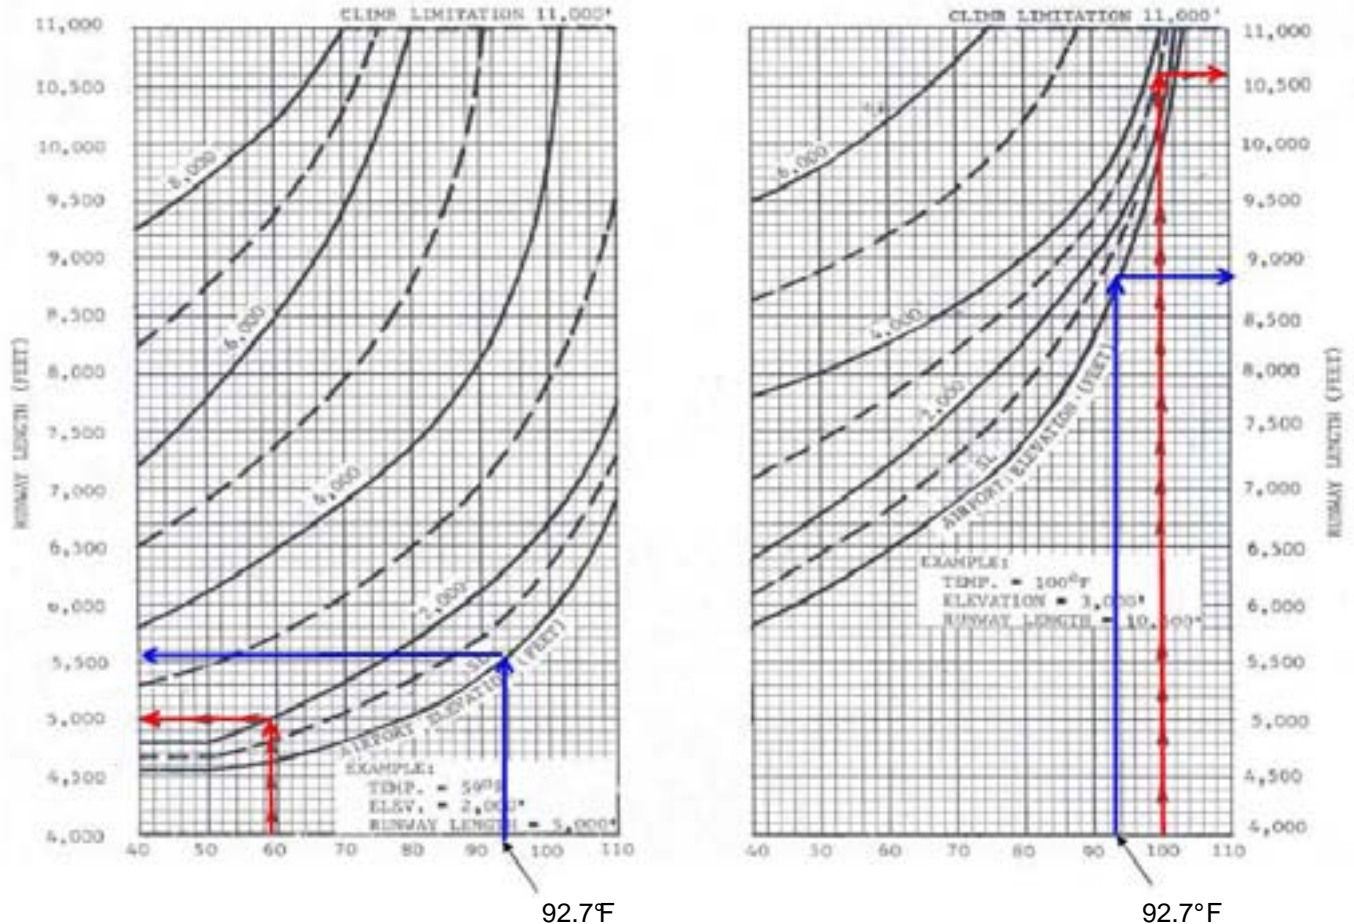 CLIMB LIMITATION 11,000'
11,000
10,500
10,000
9,500
9,000
8,500
8,000
7,500
7,000
6,500
6,000
5,500
5,000
4,500
4,000
RUNWAY LENGTH (FEET)
8,000
6,000
4,000
2,000
SL
AIRPORT ELEVATION (FEET)
EXAMPLE:
TEMP. = 59°F
ELEV. = 2,000'
RUNWAY LENGTH = 5,000'
40 50 60 70 80 90 100 110
92.7°F
CLIMB LIMITATION 11,000'
11,000
10,500
10,000
9,500
9,000
8,500
8,000
7,500
7,000
6,500
6,000
5,500
5,000
4,500
4,000
RUNWAY LENGTH (FEET)
6,000
4,000
2,000
SL
AIRPORT ELEVATION (FEET)
EXAMPLE:
TEMP. = 100°F
ELEVATION = 3,000'
RUNWAY LENGTH =
40 50 60 70 80 90 100 110
92.7°F